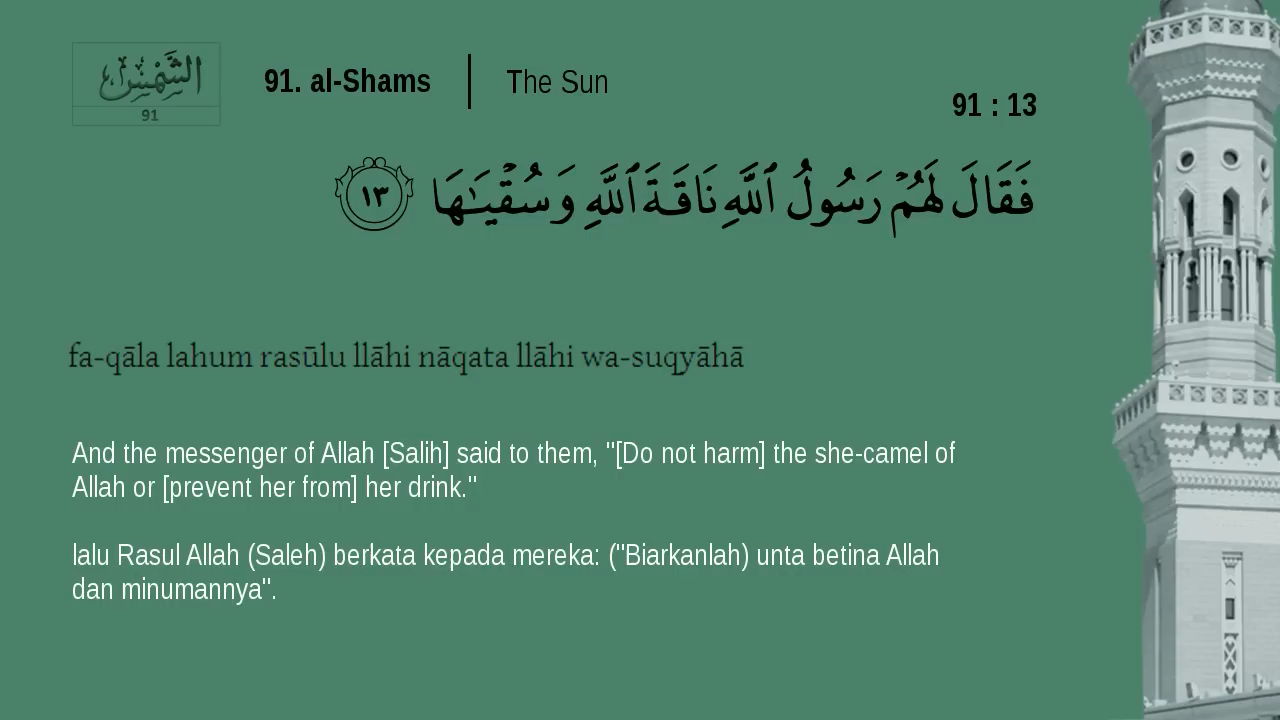 الشمس
91
91. al-Shams
The Sun
91 : 13
فَقَالَ لَهُمْ رَسُولُ ٱللَّهِ نَاقَةَ ٱللَّهِ وَسُقْيَـٰهَا ١٣
fa-qāla lahum rasūlu llāhi nāqata llāhi wa-suqyāhā
And the messenger of Allah [Salih] said to them, "[Do not harm] the she-camel of
Allah or [prevent her from] her drink."
lalu Rasul Allah (Saleh) berkata kepada mereka: ("Biarkanlah) unta betina Allah
dan minumannya".